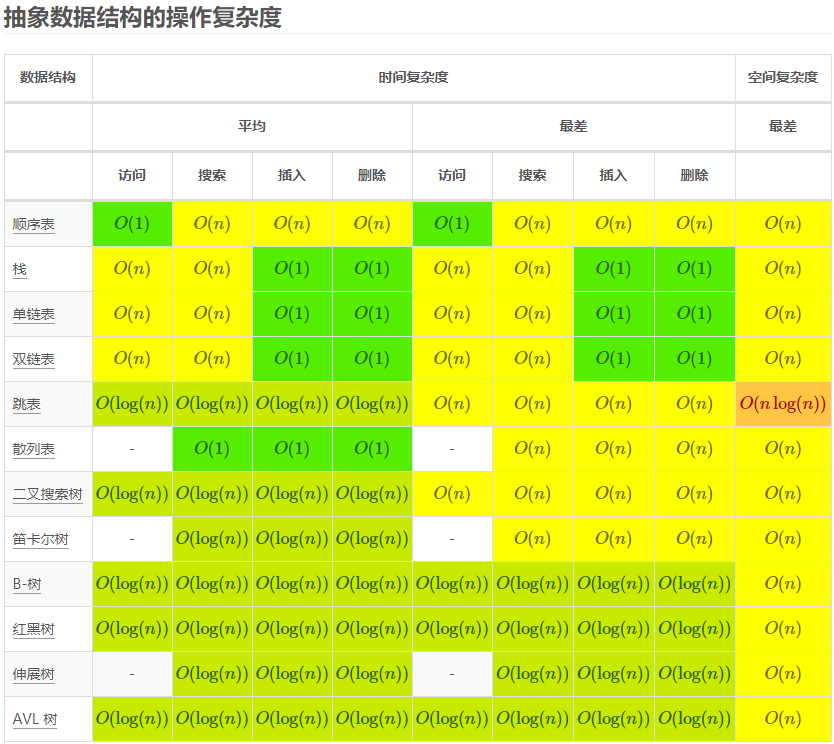 抽象数据结构的操作复杂度
数据结构 时间复杂度 空间复杂度
平均 最差 最差
访问 搜索 插入 删除 访问 搜索 插入 删除
顺序表 O(1) O(n) O(n) O(n) O(1) O(n) O(n) O(n) O(n)
栈 O(n) O(n) O(1) O(1) O(n) O(n) O(1) O(1) O(n)
单链表 O(n) O(n) O(1) O(1) O(n) O(n) O(1) O(1) O(n)
双链表 O(n) O(n) O(1) O(1) O(n) O(n) O(1) O(1) O(n)
跳表 O(log(n)) O(log(n)) O(log(n)) O(log(n)) O(n) O(n) O(n) O(n) O(n log(n))
散列表 - O(1) O(1) O(1) - O(n) O(n) O(n) O(n)
二叉搜索树 O(log(n)) O(log(n)) O(log(n)) O(log(n)) O(n) O(n) O(n) O(n) O(n)
笛卡尔树 - O(log(n)) O(log(n)) O(log(n)) - O(n) O(n) O(n) O(n)
B-树 O(log(n)) O(log(n)) O(log(n)) O(log(n)) O(log(n)) O(log(n)) O(log(n)) O(log(n)) O(n)
红黑树 O(log(n)) O(log(n)) O(log(n)) O(log(n)) O(log(n)) O(log(n)) O(log(n)) O(log(n)) O(n)
伸展树 - O(log(n)) O(log(n)) O(log(n)) - O(log(n)) O(log(n)) O(log(n)) O(n)
AVL 树 O(log(n)) O(log(n)) O(log(n)) O(log(n)) O(log(n)) O(log(n)) O(log(n)) O(log(n)) O(n)